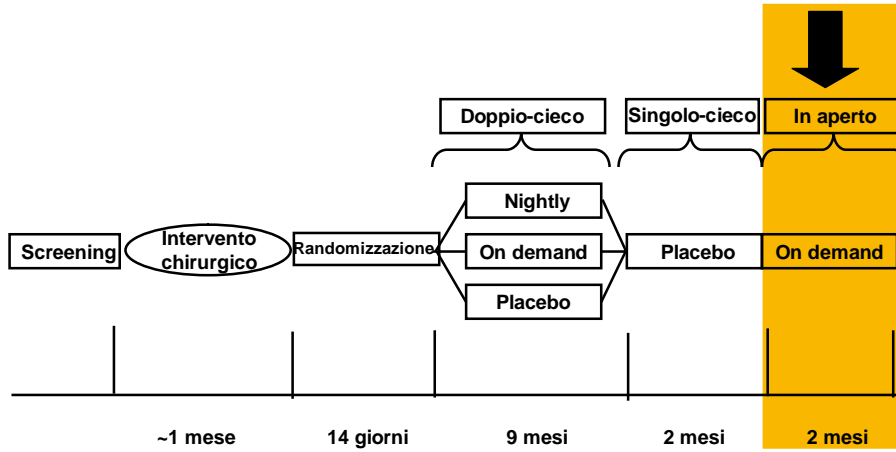 Doppio-cieco
Singolo-cieco
In aperto
Nightly
Screening
Intervento
chirurgico
Randomizzazione
On demand
Placebo
On demand
Placebo
~1 mese
14 giorni
9 mesi
2 mesi
2 mesi